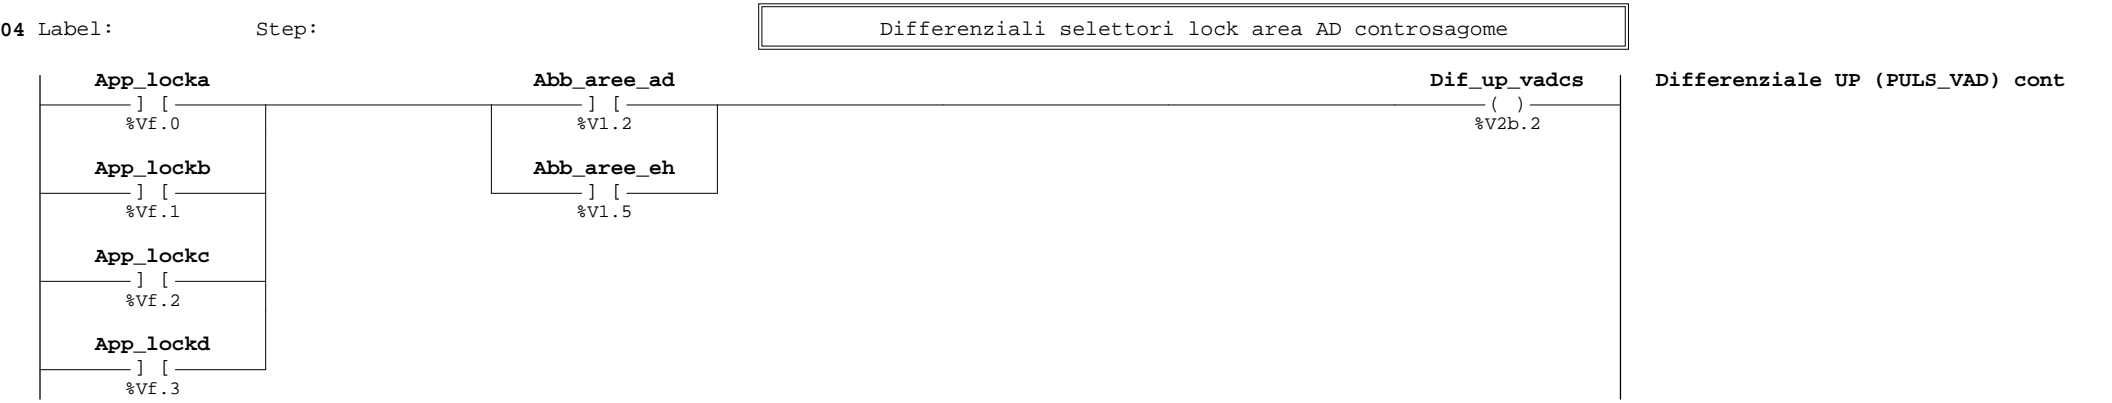 04 Label: Step: Differenziali selettori lock area AD controsagome
App_locka Abb_aree_ad Dif_up_vadcs Differenziale UP (PULS_VAD) cont
] [ ] [ ( )
%Vf.0 %V1.2 %V2b.2
App_lockb Abb_aree_eh
] [ ] [
%Vf.1 %V1.5
App_lockc
] [
%Vf.2
App_lockd
] [
%Vf.3